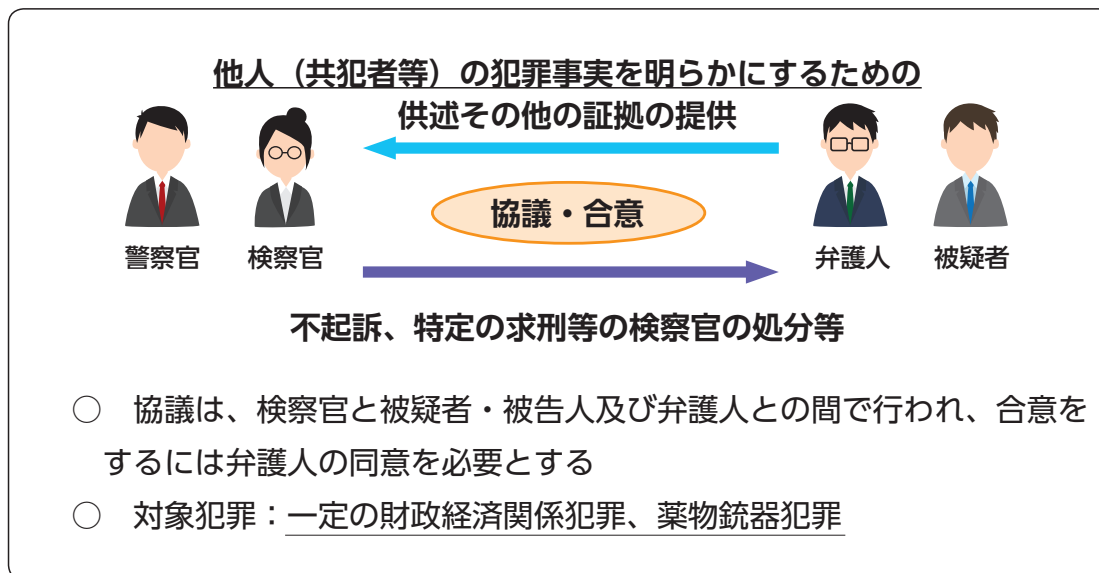 他人（共犯者等）の犯罪事実を明らかにするための
供述その他の証拠の提供
協議・合意
警察官
検察官
弁護人
被疑者
不起訴、特定の求刑等の検察官の処分等
○　協議は、検察官と被疑者・被告人及び弁護人との間で行われ、合意を
するには弁護人の同意を必要とする
○　対象犯罪：一定の財政経済関係犯罪、薬物銃器犯罪